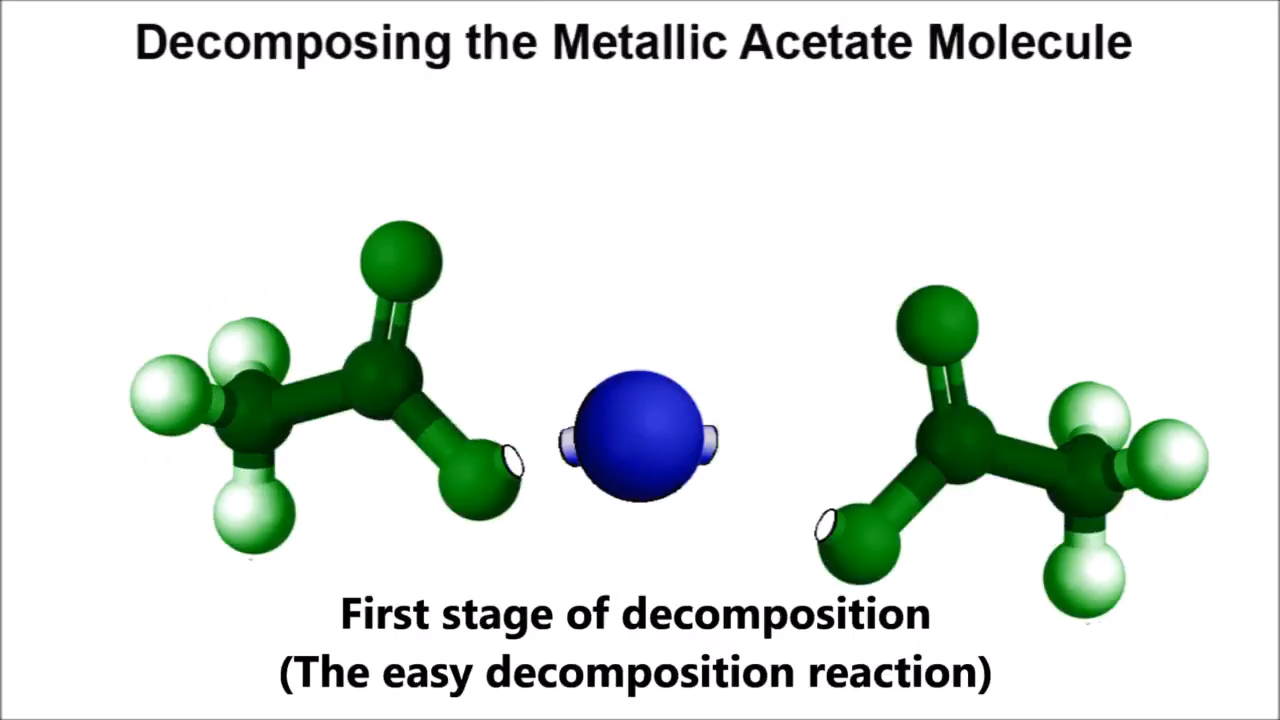 Decomposing the Metallic Acetate Molecule
First stage of decomposition
(The easy decomposition reaction)